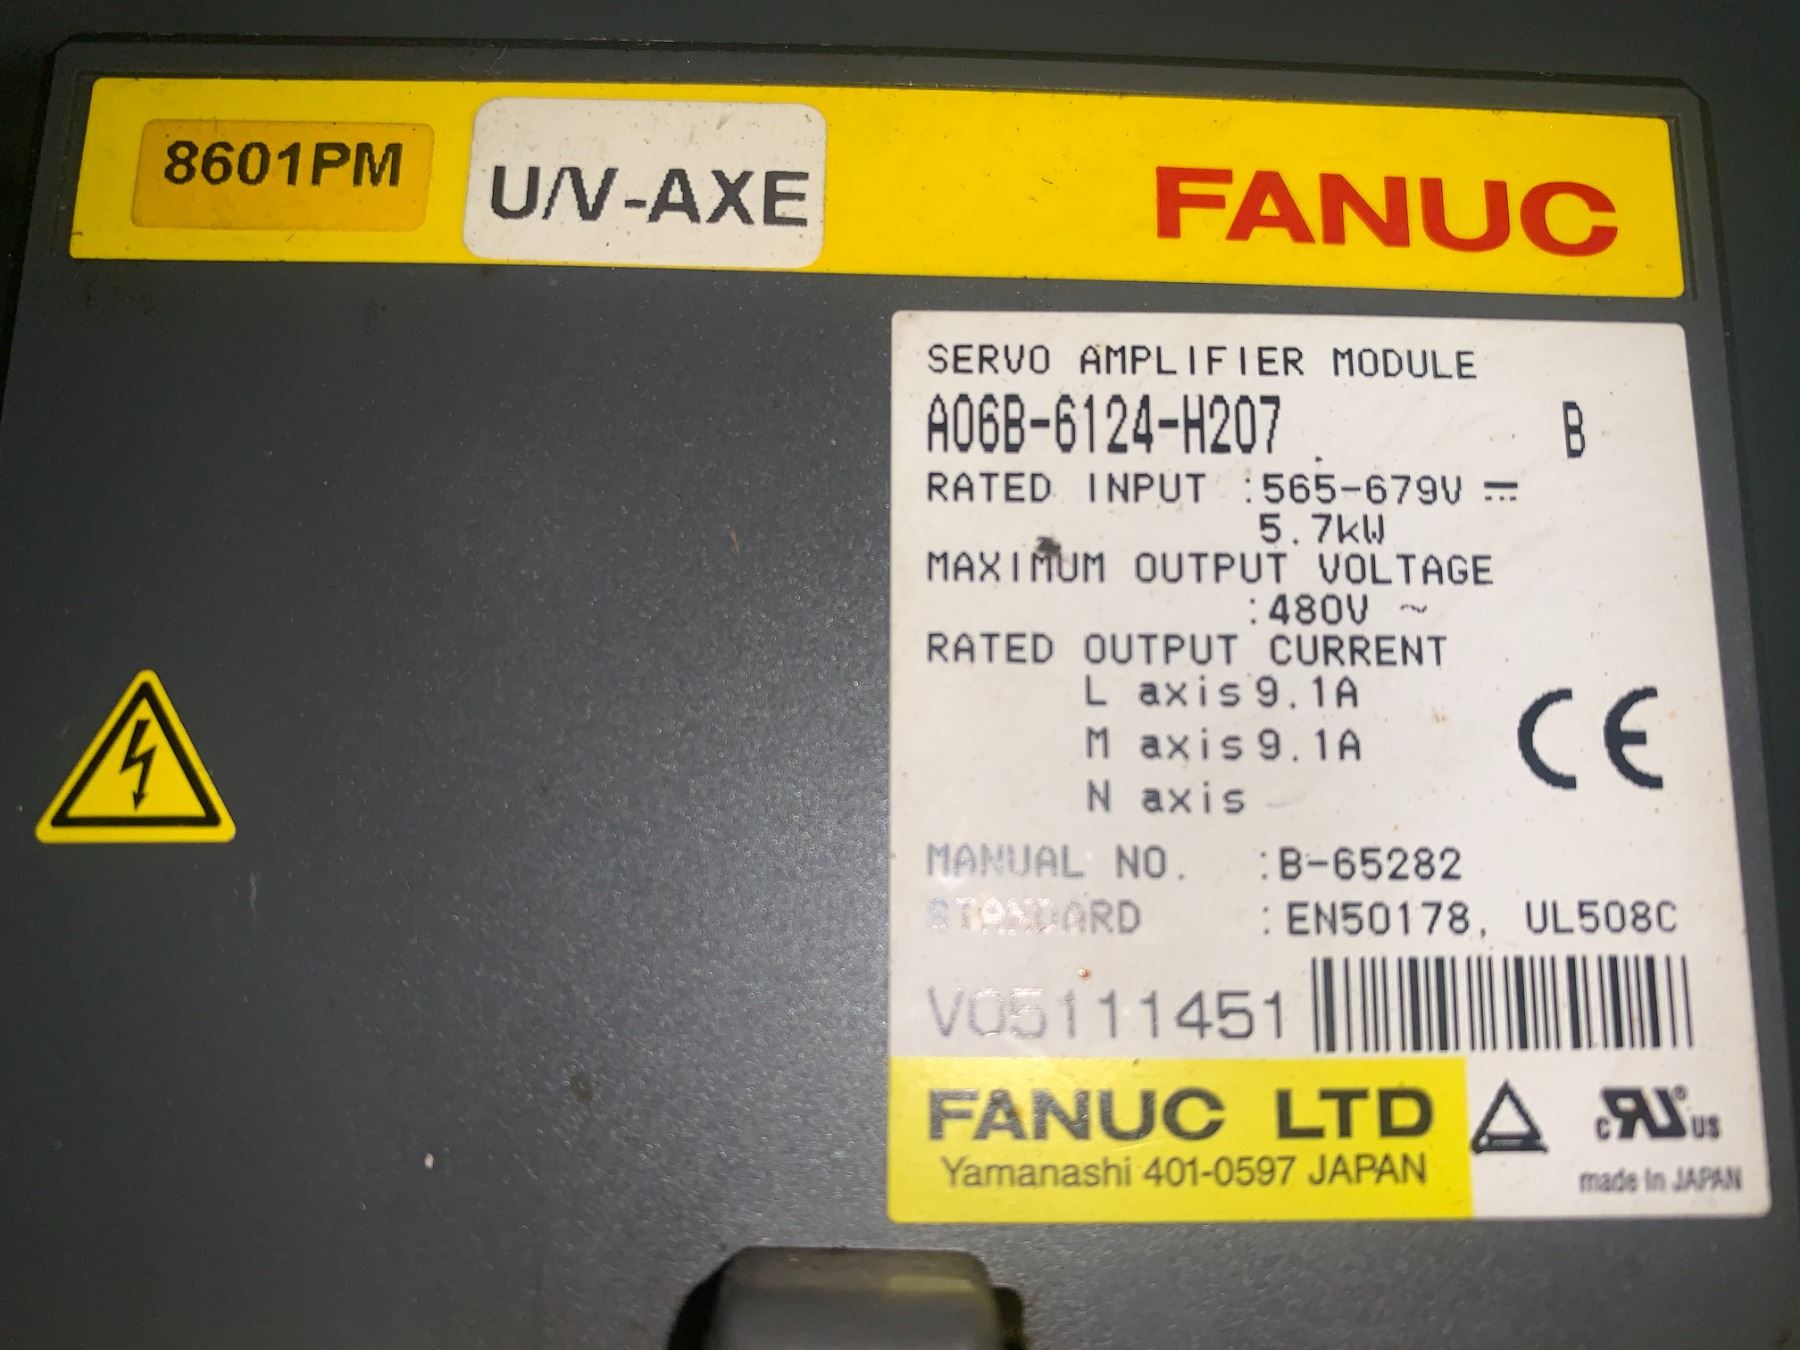 8601PM
U/V-AXE
FANUC
SERVO AMPLIFIER MODULE
A06B-6124-H207 B
RATED INPUT :565-679V ⎓
5.7kW
MAXIMUM OUTPUT VOLTAGE
:480V ~
RATED OUTPUT CURRENT
L axis 9.1A
M axis 9.1A
N axis
CE
MANUAL NO. :B-65282
STANDARD :EN50178, UL508C
V05111451
FANUC LTD
Yamanashi 401-0597 JAPAN
c RU US
made in JAPAN